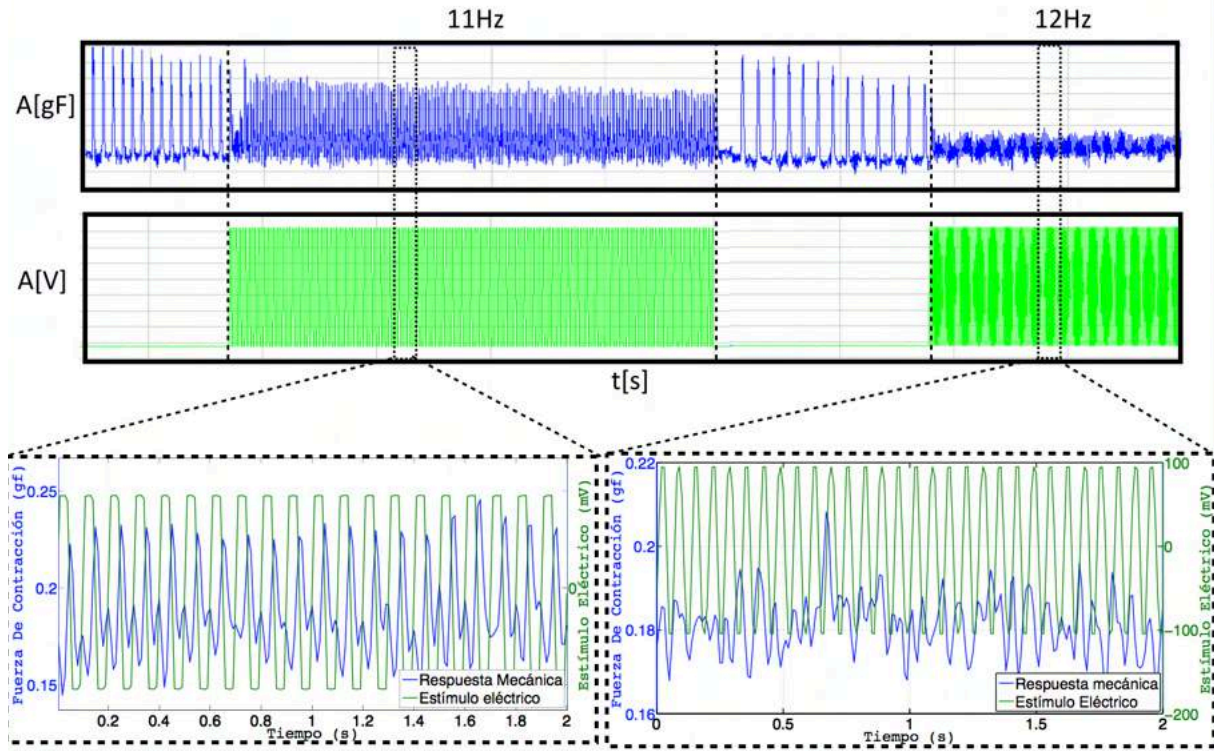 11Hz 12Hz
A[gF]
A[V]
t[s]
Fuerza De Contracción (gf)
0.25
0.2
0.15
0
Estímulo Eléctrico (mV)
Respuesta Mecánica
Estímulo eléctrico
0.2 0.4 0.6 0.8 1 1.2 1.4 1.6 1.8 2
Tiempo (s)
Fuerza De Contracción (gf)
0.22
0.2
0.18
0.16
100
0
-100
-200
Estímulo Eléctrico (mV)
Respuesta mecánica
Estímulo Eléctrico
0 0.5 1 1.5 2
Tiempo (s)